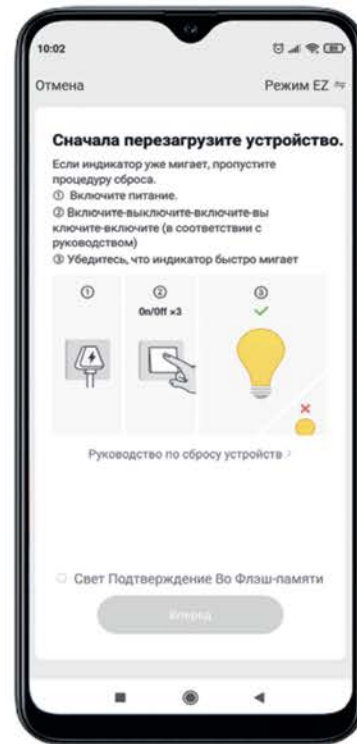 10:02
Отмена
Режим EZ
Сначала перезагрузите устройство.
Если индикатор уже мигает, пропустите
процедуру сброса.
① Включите питание.
② Включите-выключите-включите-вы
ключите-включите (в соответствии с
руководством)
③ Убедитесь, что индикатор быстро мигает
① ② ③
On/Off ×3
Руководство по сбросу устройств
Свет Подтверждение Во Флэш-памяти
Вперед